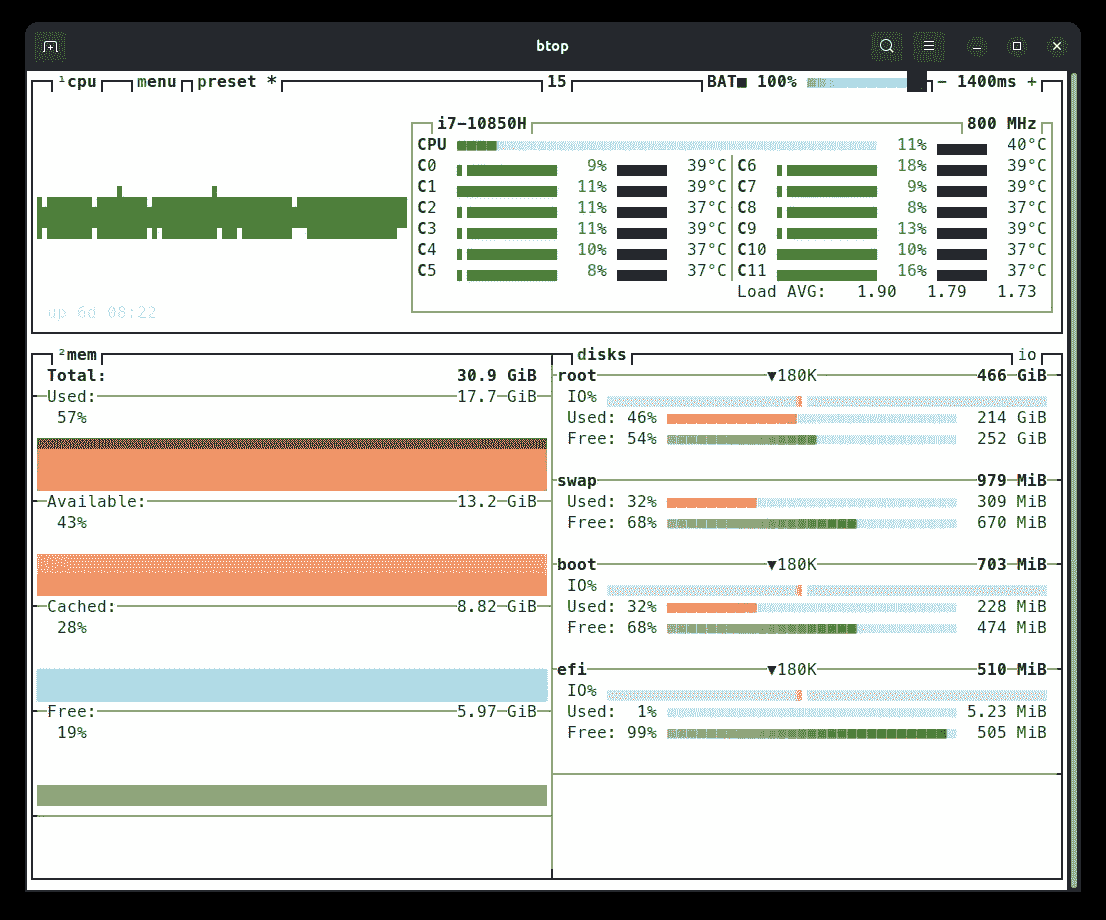 btop
¹cpu menu preset * 15 BAT■ 100% - 1400ms +
i7-10850H 800 MHz
CPU 11% 40°C
C0 9% 39°C C6 18% 39°C
C1 11% 39°C C7 9% 39°C
C2 11% 37°C C8 8% 37°C
C3 11% 39°C C9 13% 39°C
C4 10% 37°C C10 10% 37°C
C5 8% 37°C C11 16% 37°C
Load AVG: 1.90 1.79 1.73
up 6d 08:22
²mem
Total: 30.9 GiB
Used: 17.7 GiB
57%
Available: 13.2 GiB
43%
Cached: 8.82 GiB
28%
Free: 5.97 GiB
19%
disks io
root ▼180K 466 GiB
IO%
Used: 46% 214 GiB
Free: 54% 252 GiB
swap 979 MiB
Used: 32% 309 MiB
Free: 68% 670 MiB
boot ▼180K 703 MiB
IO%
Used: 32% 228 MiB
Free: 68% 474 MiB
efi ▼180K 510 MiB
IO%
Used: 1% 5.23 MiB
Free: 99% 505 MiB